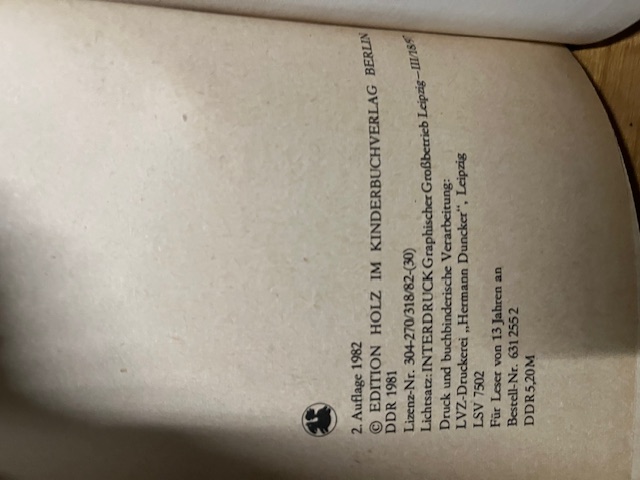 2. Auflage 1982
© EDITION HOLZ IM KINDERBUCHVERLAG BERLIN
DDR 1981
Lizenz-Nr. 304-270/318/82-(30)
Lichtsatz: INTERDRUCK Graphischer Großbetrieb Leipzig – III/18/97
Druck und buchbinderische Verarbeitung:
LVZ-Druckerei „Hermann Duncker“, Leipzig
LSV 7502
Für Leser von 13 Jahren an
Bestell-Nr. 631 255 2
DDR 5,20 M